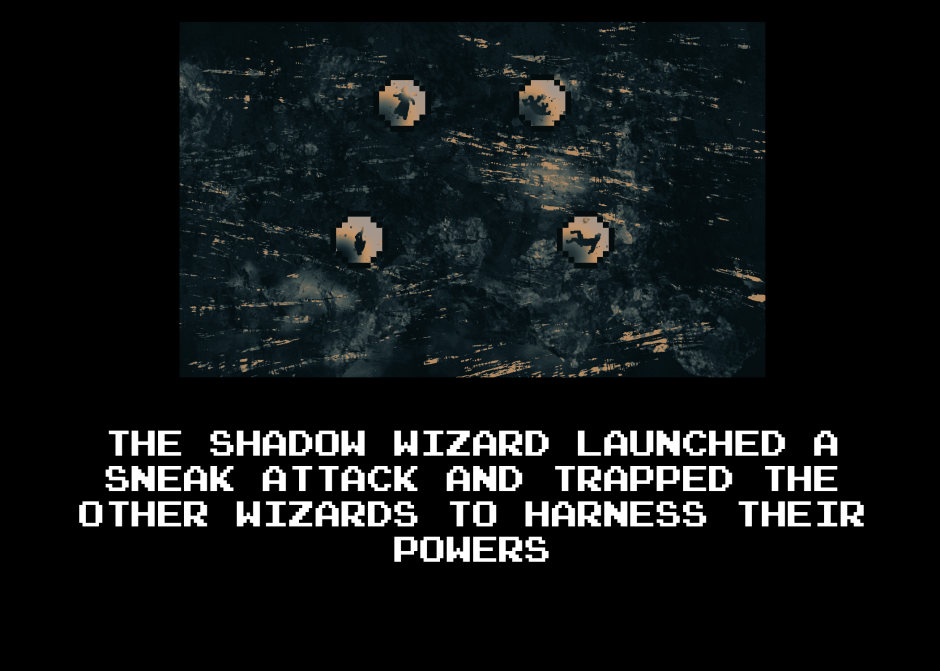 THE SHADOW WIZARD LAUNCHED A
SNEAK ATTACK AND TRAPPED THE
OTHER WIZARDS TO HARNESS THEIR
POWERS